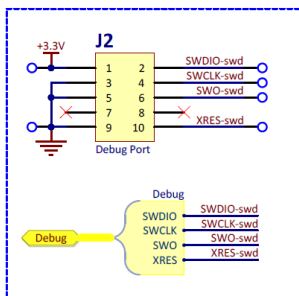 +3.3V
J2
1 2 SWDIO-swd
3 4 SWCLK-swd
5 6 SWO-swd
7 8
9 10 XRES-swd
Debug Port
Debug
SWDIO SWDIO-swd
SWCLK SWCLK-swd
Debug
SWO SWO-swd
XRES XRES-swd